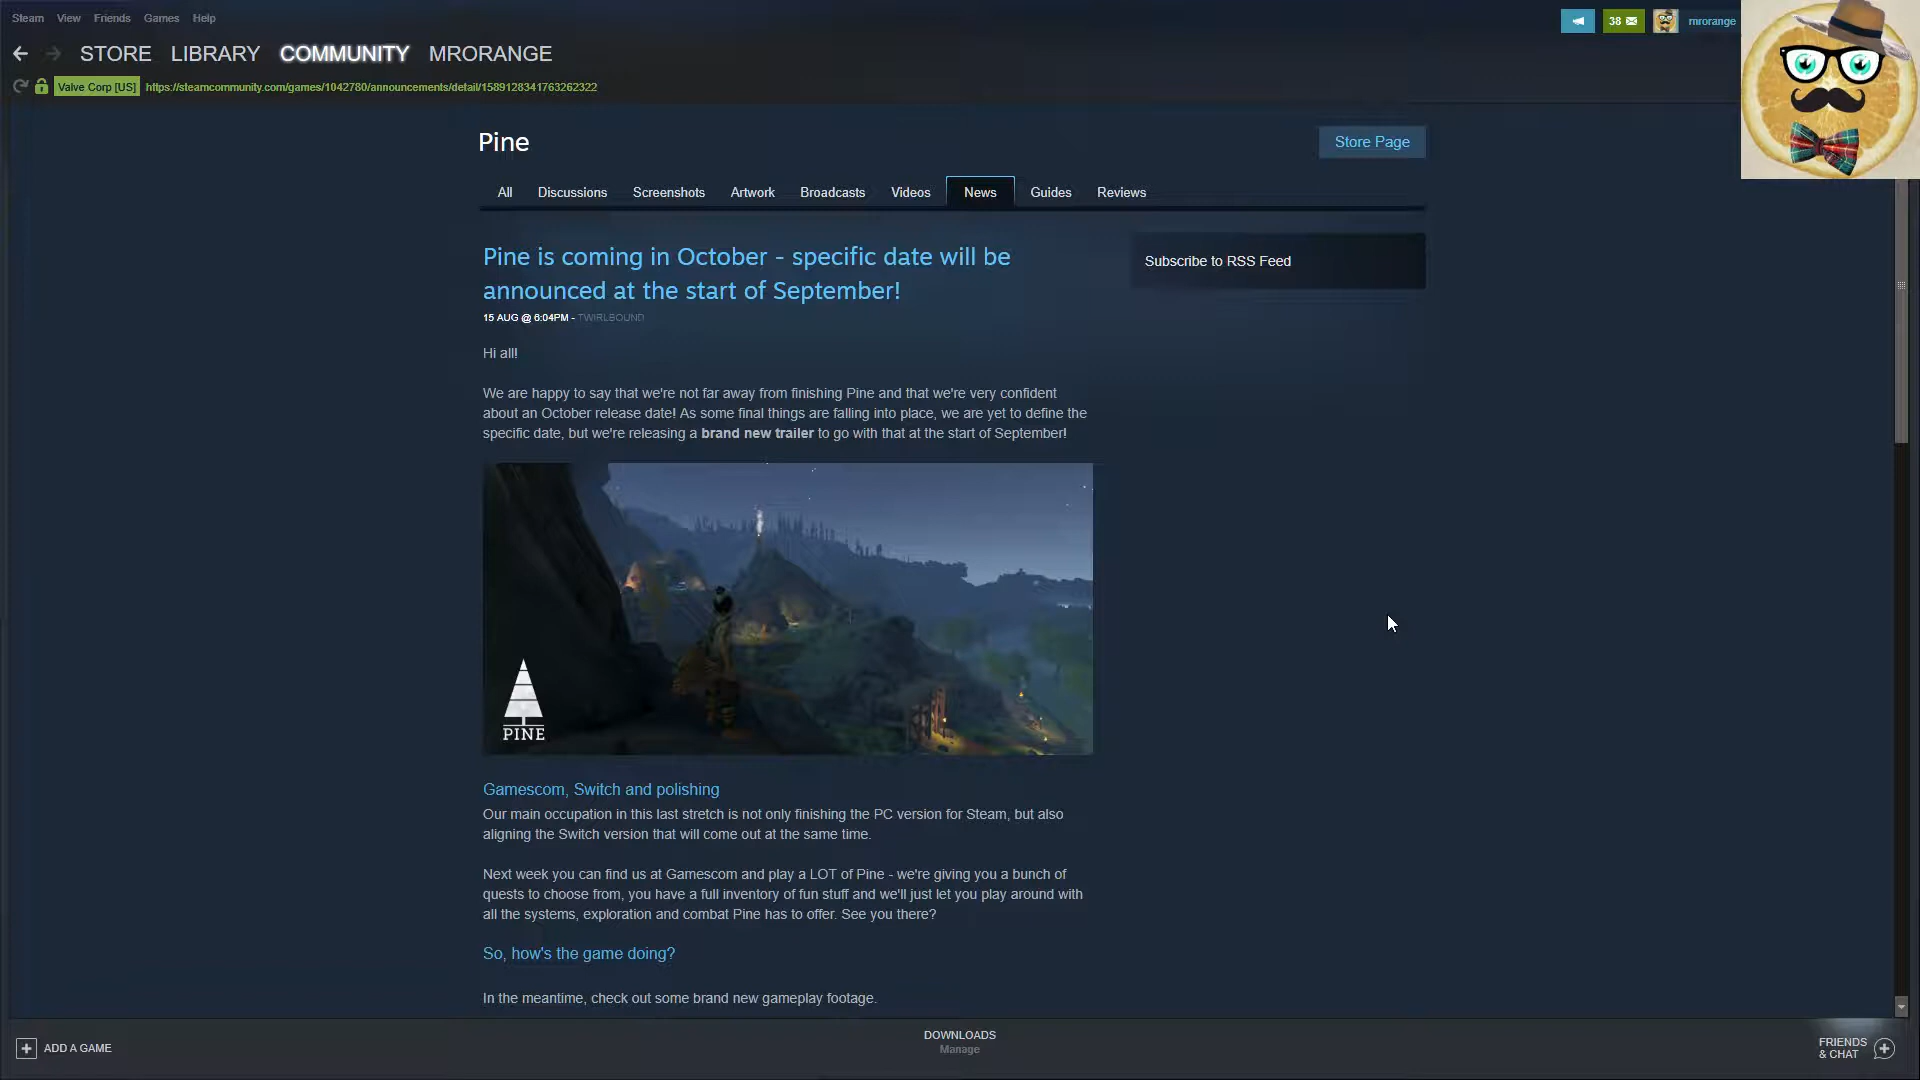 Steam View Friends Games Help
38
mrorange
STORE LIBRARY COMMUNITY MRORANGE
Valve Corp [US] https://steamcommunity.com/games/1042780/announcements/detail/1589128341763262322
Pine
Store Page
All Discussions Screenshots Artwork Broadcasts Videos News Guides Reviews
Pine is coming in October - specific date will be
announced at the start of September!
15 AUG @ 6:04PM - TWIRLBOUND
Subscribe to RSS Feed
Hi all!
We are happy to say that we're not far away from finishing Pine and that we're very confident
about an October release date! As some final things are falling into place, we are yet to define the
specific date, but we're releasing a brand new trailer to go with that at the start of September!
PINE
Gamescom, Switch and polishing
Our main occupation in this last stretch is not only finishing the PC version for Steam, but also
aligning the Switch version that will come out at the same time.
Next week you can find us at Gamescom and play a LOT of Pine - we're giving you a bunch of
quests to choose from, you have a full inventory of fun stuff and we'll just let you play around with
all the systems, exploration and combat Pine has to offer. See you there?
So, how's the game doing?
In the meantime, check out some brand new gameplay footage.
ADD A GAME
DOWNLOADS
Manage
FRIENDS
& CHAT